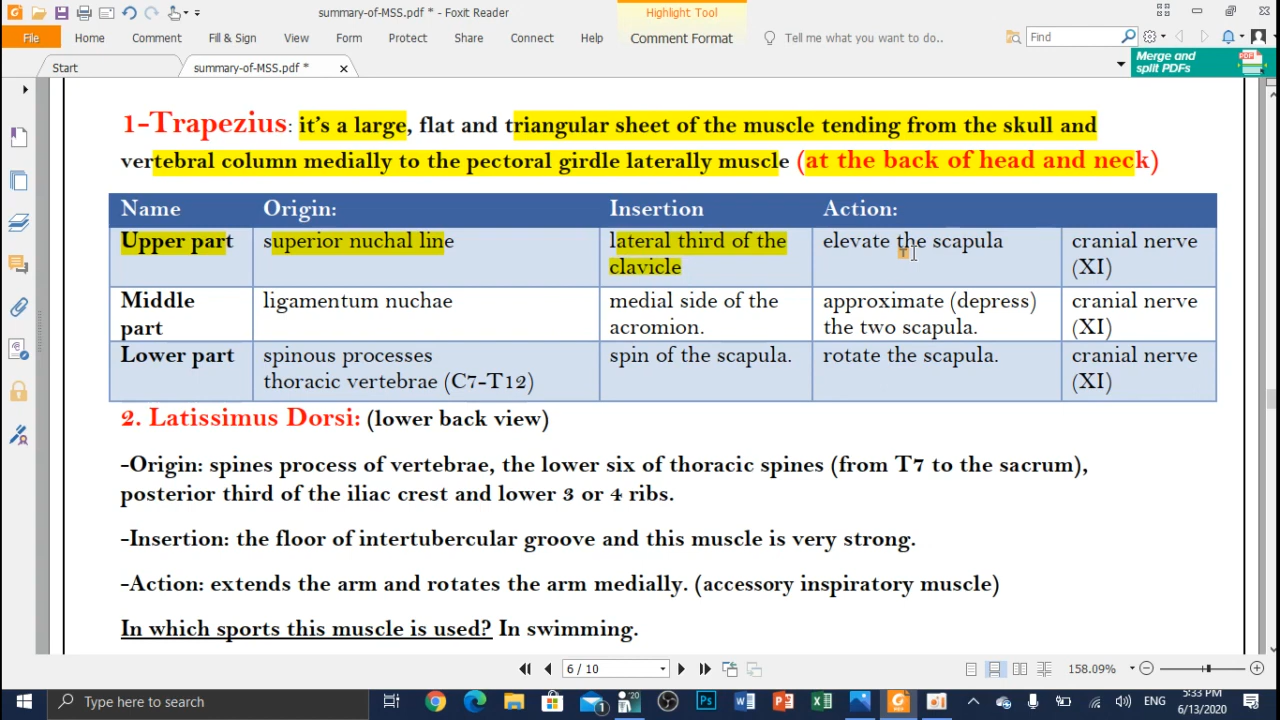 summary-of-MSS.pdf * - Foxit Reader
Highlight Tool
File Home Comment Fill & Sign View Form Protect Share Connect Help Comment Format Tell me what you want to do.. Find
Start summary-of-MSS.pdf * Merge and split PDFs
1-Trapezius: it's a large, flat and triangular sheet of the muscle tending from the skull and
vertebral column medially to the pectoral girdle laterally muscle (at the back of head and neck)
Name Origin: Insertion Action:
Upper part superior nuchal line lateral third of the elevate the scapula cranial nerve
clavicle (XI)
Middle ligamentum nuchae medial side of the approximate (depress) cranial nerve
part acromion. the two scapula. (XI)
Lower part spinous processes spin of the scapula. rotate the scapula. cranial nerve
thoracic vertebrae (C7-T12) (XI)
2. Latissimus Dorsi: (lower back view)
-Origin: spines process of vertebrae, the lower six of thoracic spines (from T7 to the sacrum),
posterior third of the iliac crest and lower 3 or 4 ribs.
-Insertion: the floor of intertubercular groove and this muscle is very strong.
-Action: extends the arm and rotates the arm medially. (accessory inspiratory muscle)
In which sports this muscle is used? In swimming.
6 / 10 158.09%
Type here to search ENG 5:33 PM
6/13/2020